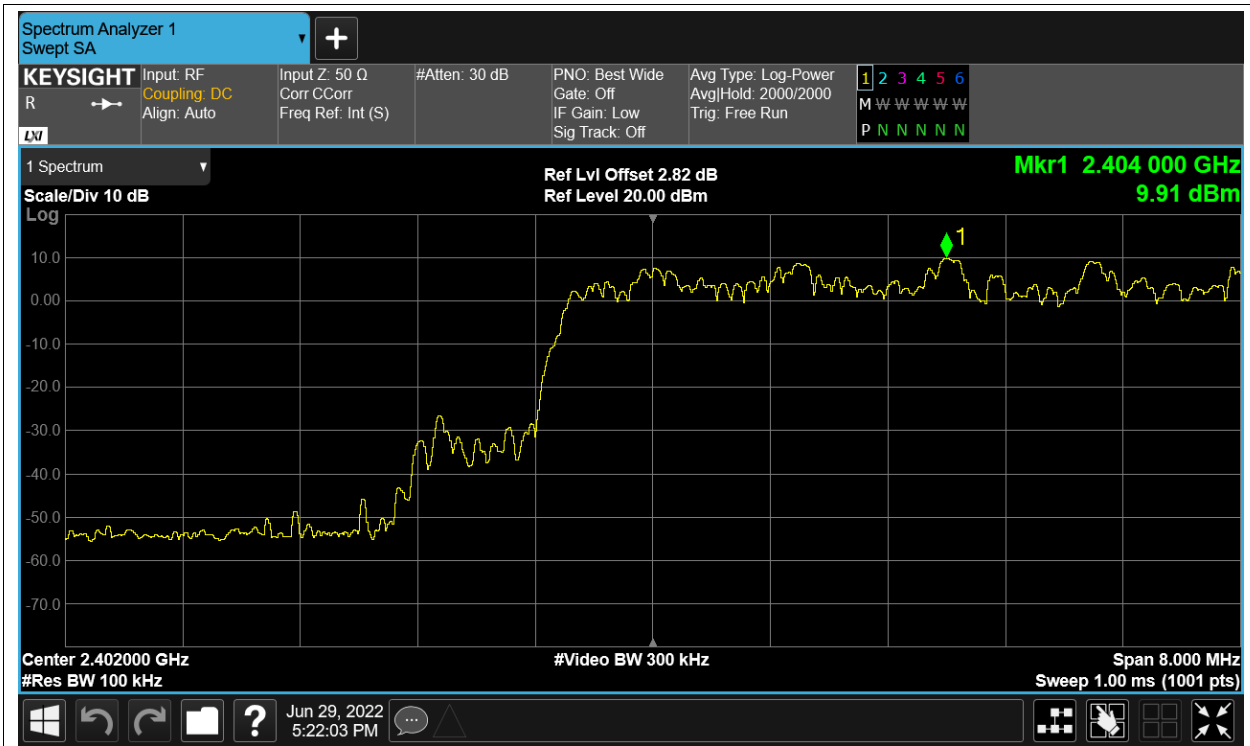 Spectrum Analyzer 1
Swept SA
KEYSIGHT
R
LXI
Input: RF
Coupling: DC
Align: Auto
Input Z: 50 Ω
Corr CCorr
Freq Ref: Int (S)
#Atten: 30 dB
PNO: Best Wide
Gate: Off
IF Gain: Low
Sig Track: Off
Avg Type: Log-Power
Avg|Hold: 2000/2000
Trig: Free Run
1 2 3 4 5 6
M W W W W W
P N N N N N
1 Spectrum
Scale/Div 10 dB
Log
Ref Lvl Offset 2.82 dB
Ref Level 20.00 dBm
Mkr1 2.404 000 GHz
9.91 dBm
1
10.0
0.00
-10.0
-20.0
-30.0
-40.0
-50.0
-60.0
-70.0
Center 2.402000 GHz
#Res BW 100 kHz
#Video BW 300 kHz
Span 8.000 MHz
Sweep 1.00 ms (1001 pts)
?
Jun 29, 2022
5:22:03 PM